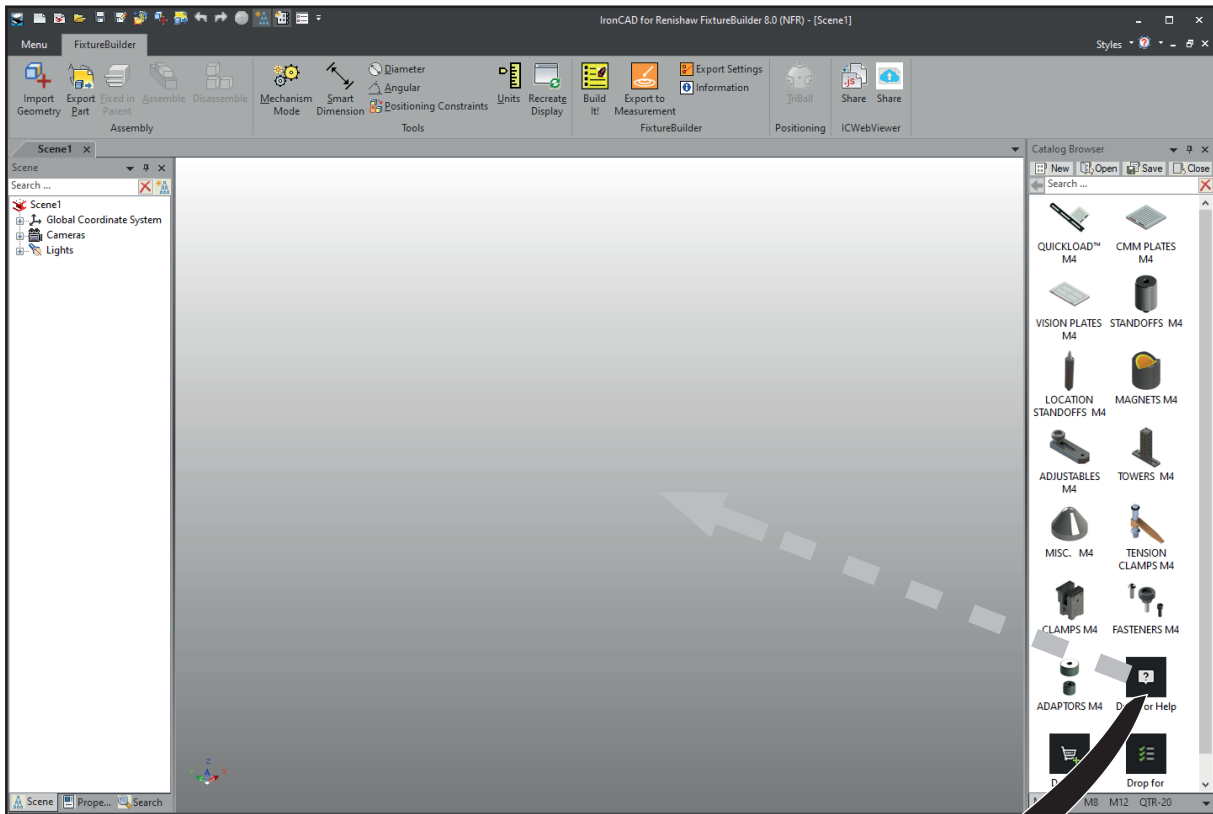 IronCAD for Renishaw FixtureBuilder 8.0 (NFR) - [Scene1]
Menu FixtureBuilder Styles
Import Geometry
Export Part
Fixed in Parent
Assemble
Disassemble
Assembly
Mechanism Mode
Smart Dimension
Diameter
Angular
Positioning Constraints
Units
Recreate Display
Tools
Build It!
Export to Measurement
Export Settings
Information
FixtureBuilder
TriBall
Positioning
.js
Share
Share
ICWebViewer
Scene1
Scene
Search ...
Scene1
Global Coordinate System
Cameras
Lights
Z
Scene Prope... Search
Catalog Browser
New Open Save Close
Search ...
QUICKLOAD™ M4
CMM PLATES M4
VISION PLATES M4
STANDOFFS M4
LOCATION STANDOFFS M4
MAGNETS M4
ADJUSTABLES M4
TOWERS M4
MISC. M4
TENSION CLAMPS M4
CLAMPS M4
FASTENERS M4
ADAPTORS M4
Help
Drop for
M8 M12 QTR-20